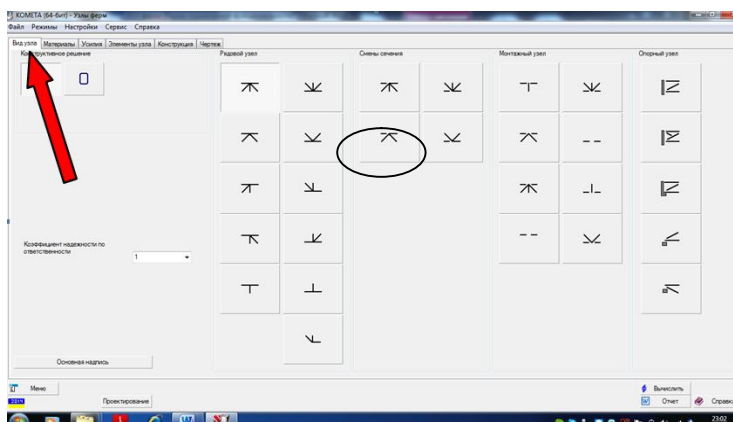 КОМЕТА (64-бит) - Узлы ферм
Файл Режимы Настройки Сервис Справка
Вид узла Материалы Усилия Элементы узла Конструкция Чертеж
Конструктивное решение Рядовой узел Смены сечения Монтажный узел Опорный узел
Коэффициент надежности по
ответственности
1
Основная надпись
Меню Вычислить
Проектирование Отчет Справка
23:02